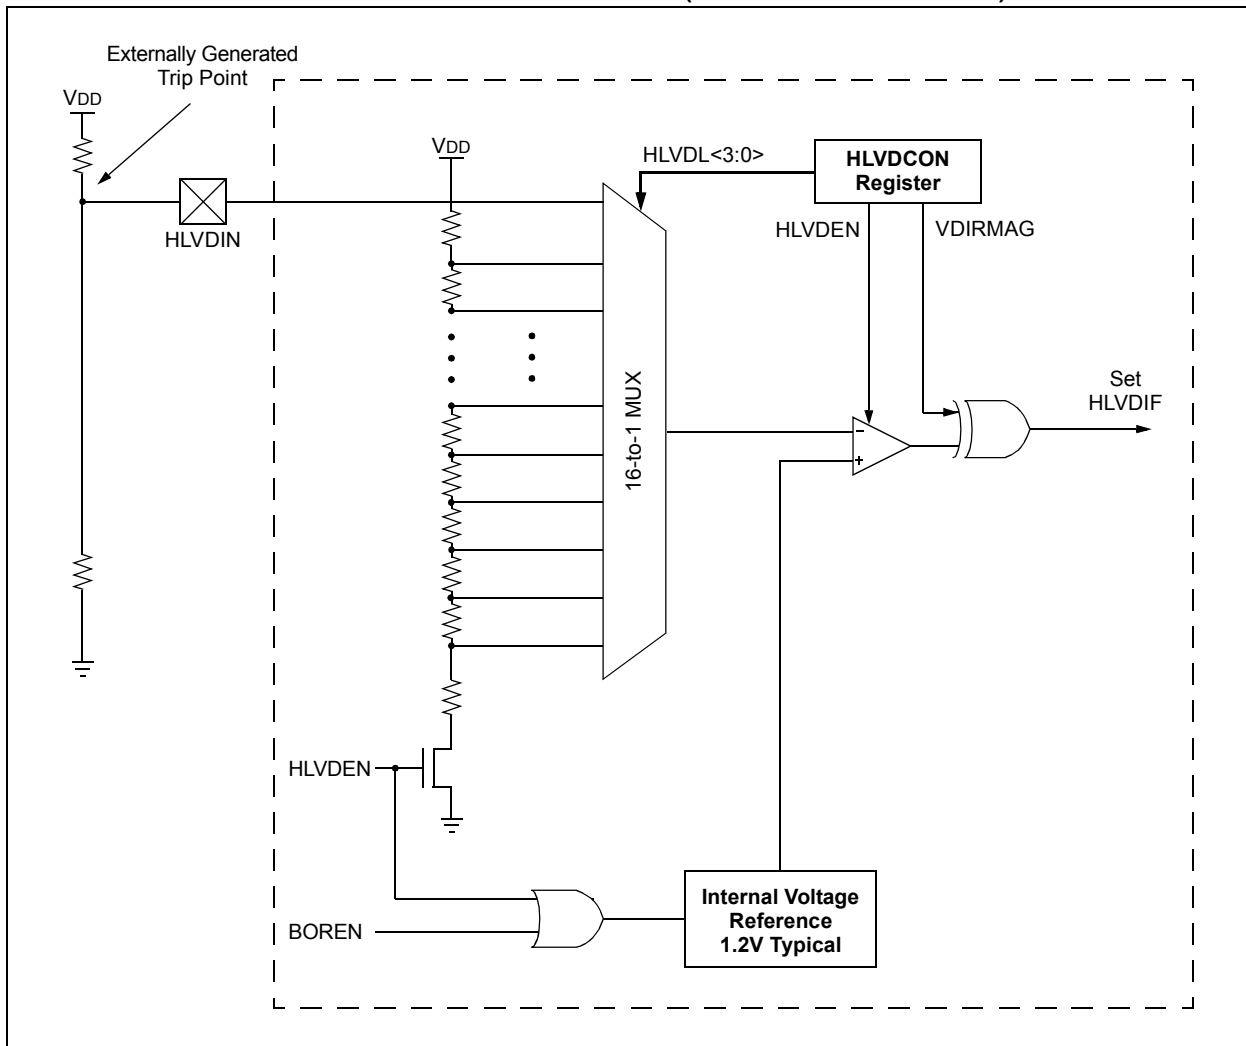 Externally Generated
Trip Point
VDD
VDD
HLVDL<3:0>
HLVDCON
Register
HLVDIN
HLVDEN
VDIRMAG
16-to-1 MUX
Set
HLVDIF
-
+
HLVDEN
BOREN
Internal Voltage
Reference
1.2V Typical